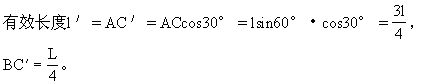 有效长度l′＝AC′＝ACcos30°＝lsin60°·cos30°＝3l/4，
BC′＝L/4。